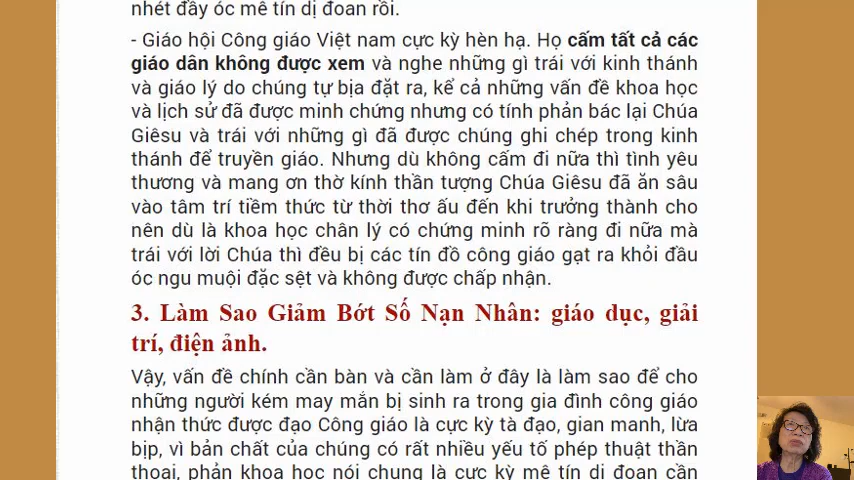 nhét đầy óc mê tín dị đoan rồi.
- Giáo hội Công giáo Việt nam cực kỳ hèn hạ. Họ cấm tất cả các
giáo dân không được xem và nghe những gì trái với kinh thánh
và giáo lý do chúng tự bịa đặt ra, kể cả những vấn đề khoa học
và lịch sử đã được minh chứng nhưng có tính phản bác lại Chúa
Giêsu và trái với những gì đã được chúng ghi chép trong kinh
thánh để truyền giáo. Nhưng dù không cấm đi nữa thì tình yêu
thương và mang ơn thờ kính thần tượng Chúa Giêsu đã ăn sâu
vào tâm trí tiềm thức từ thời thơ ấu đến khi trưởng thành cho
nên dù là khoa học chân lý có chứng minh rõ ràng đi nữa mà
trái với lời Chúa thì đều bị các tín đồ công giáo gạt ra khỏi đầu
óc ngu muội đặc sệt và không được chấp nhận.
3. Làm Sao Giảm Bớt Số Nạn Nhân: giáo dục, giải
trí, điện ảnh.
Vậy, vấn đề chính cần bàn và cần làm ở đây là làm sao để cho
những người kém may mắn bị sinh ra trong gia đình công giáo
nhận thức được đạo Công giáo là cực kỳ tà đạo, gian manh, lừa
bịp, vì bản chất của chúng có rất nhiều yếu tố phép thuật thần
thoại, phản khoa học nói chung là cực kỳ mê tín dị đoan cần